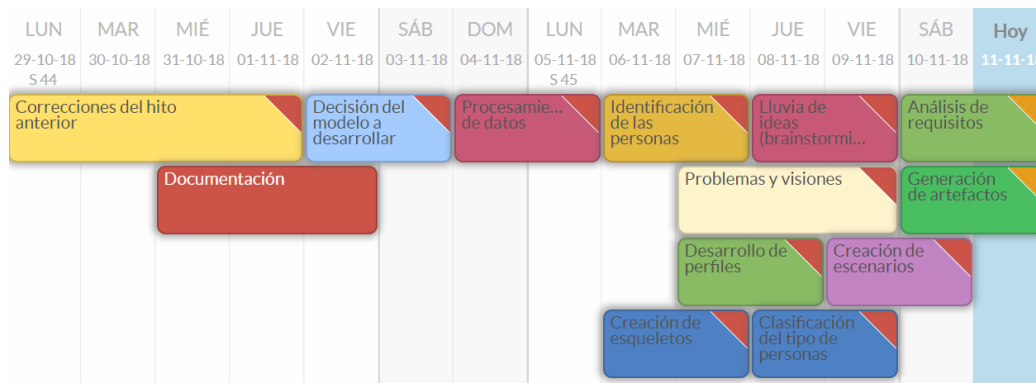 LUN MAR MIÉ JUE VIE SÁB DOM LUN MAR MIÉ JUE VIE SÁB Hoy
29-10-18 30-10-18 31-10-18 01-11-18 02-11-18 03-11-18 04-11-18 05-11-18 06-11-18 07-11-18 08-11-18 09-11-18 10-11-18 11-11-18
S 44 S 45
Correcciones del hito
anterior
Decisión del
modelo a
desarrollar
Procesamie...
de datos
Identificación
de las
personas
Lluvia de
ideas
(brainstormi...
Análisis de
requisitos
Documentación
Problemas y visiones
Generación
de artefactos
Desarrollo de
perfiles
Creación de
escenarios
Creación de
esqueletos
Clasificación
del tipo de
personas